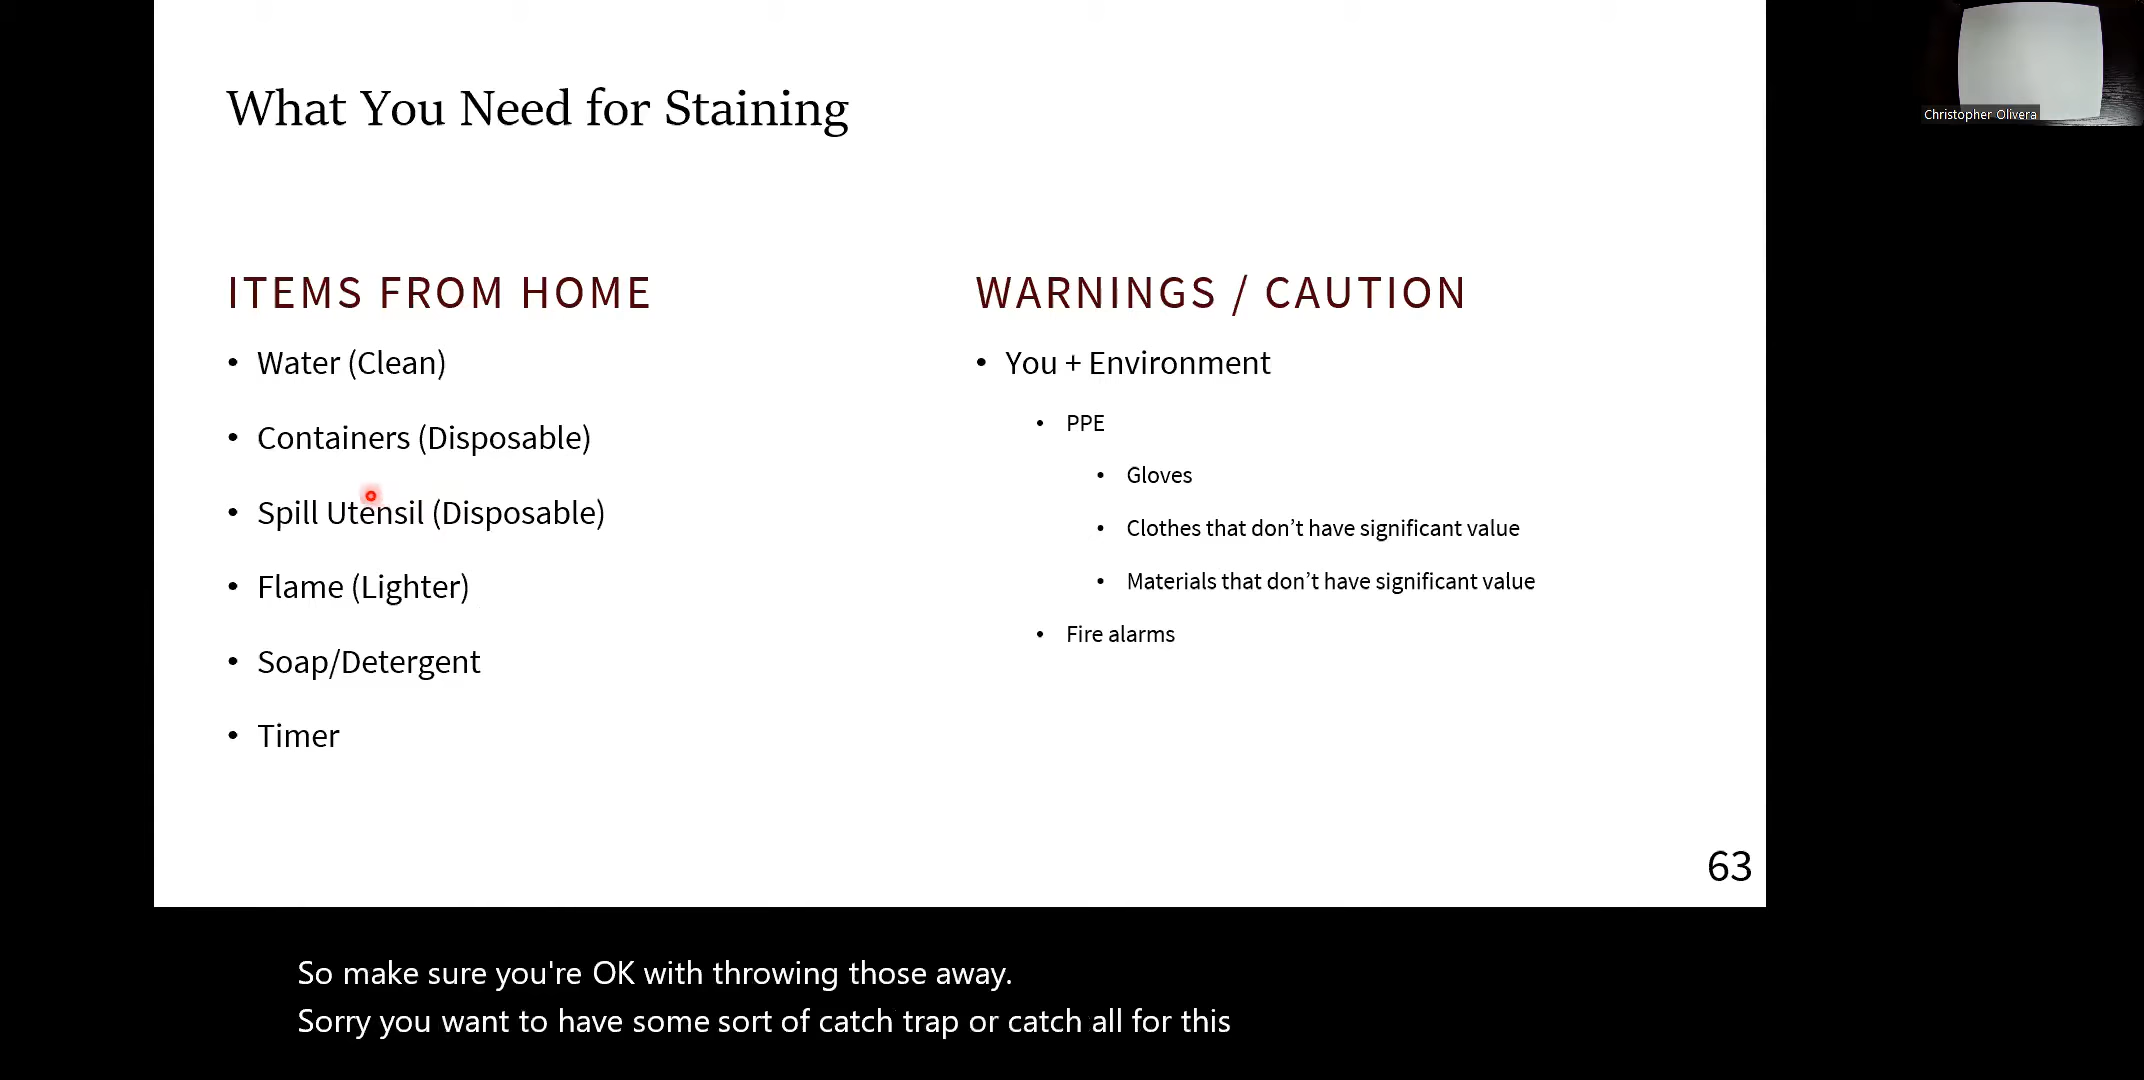 What You Need for Staining
ITEMS FROM HOME
• Water (Clean)
• Containers (Disposable)
• Spill Utensil (Disposable)
• Flame (Lighter)
• Soap/Detergent
• Timer
WARNINGS / CAUTION
• You + Environment
• PPE
• Gloves
• Clothes that don’t have significant value
• Materials that don’t have significant value
• Fire alarms
63
Christopher Olivera
So make sure you're OK with throwing those away.
Sorry you want to have some sort of catch trap or catch all for this